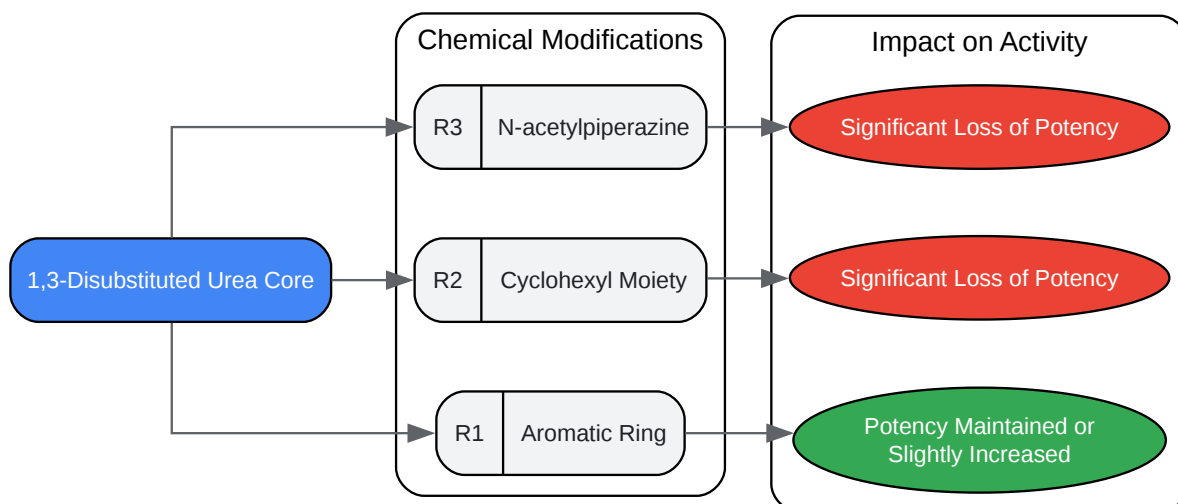 Chemical Modifications
Impact on Activity
R3
N-acetylpiperazine
Significant Loss of Potency
1,3-Disubstituted Urea Core
R2
Cyclohexyl Moiety
Significant Loss of Potency
R1
Aromatic Ring
Potency Maintained or
Slightly Increased